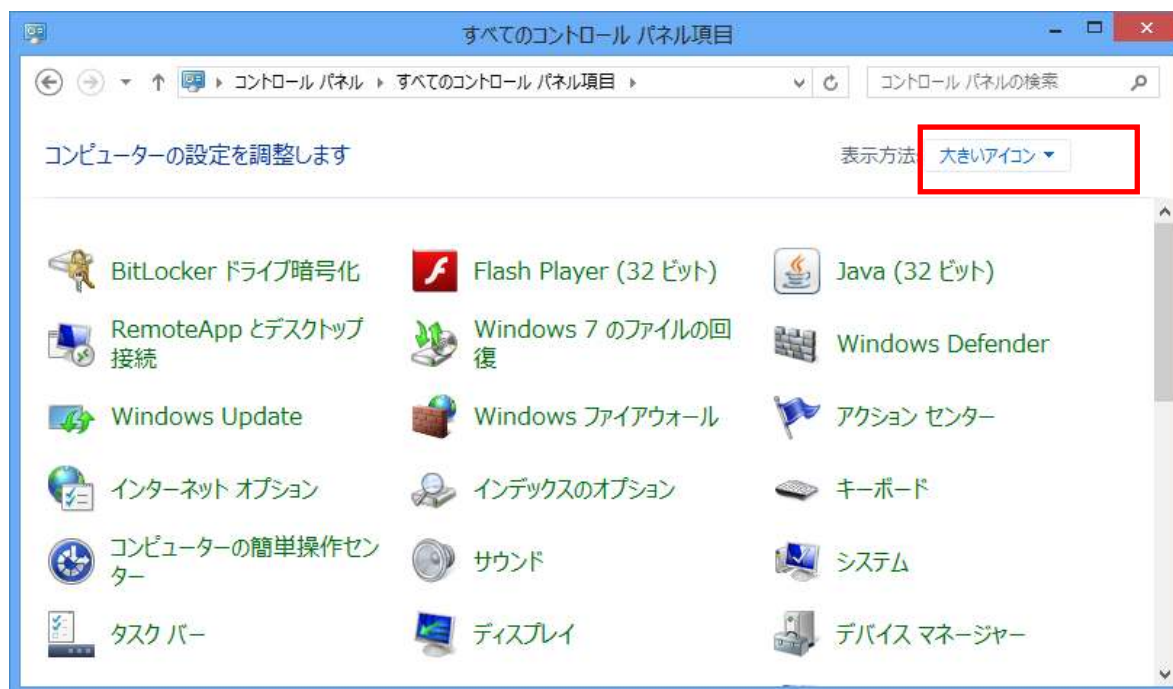 すべてのコントロール パネル項目
コントロール パネル すべてのコントロール パネル項目 コントロール パネルの検索
コンピューターの設定を調整します 表示方法: 大きいアイコン
BitLocker ドライブ暗号化
Flash Player (32 ビット)
Java (32 ビット)
RemoteApp とデスクトップ
接続
Windows 7 のファイルの回
復
Windows Defender
Windows Update
Windows ファイアウォール
アクション センター
インターネット オプション
インデックスのオプション
キーボード
コンピューターの簡単操作セン
ター
サウンド
システム
タスク バー
ディスプレイ
デバイス マネージャー